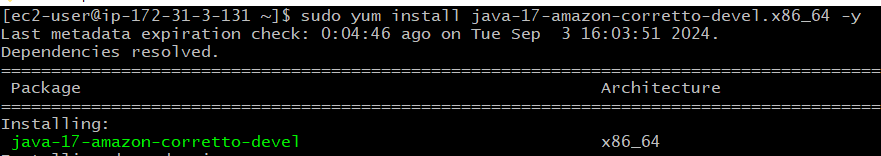 [ec2-user@ip-172-31-3-131 ~]$ sudo yum install java-17-amazon-corretto-devel.x86_64 -y
Last metadata expiration check: 0:04:46 ago on Tue Sep  3 16:03:51 2024.
Dependencies resolved.
================================================================================
 Package                                                    Architecture
================================================================================
Installing:
 java-17-amazon-corretto-devel                              x86_64